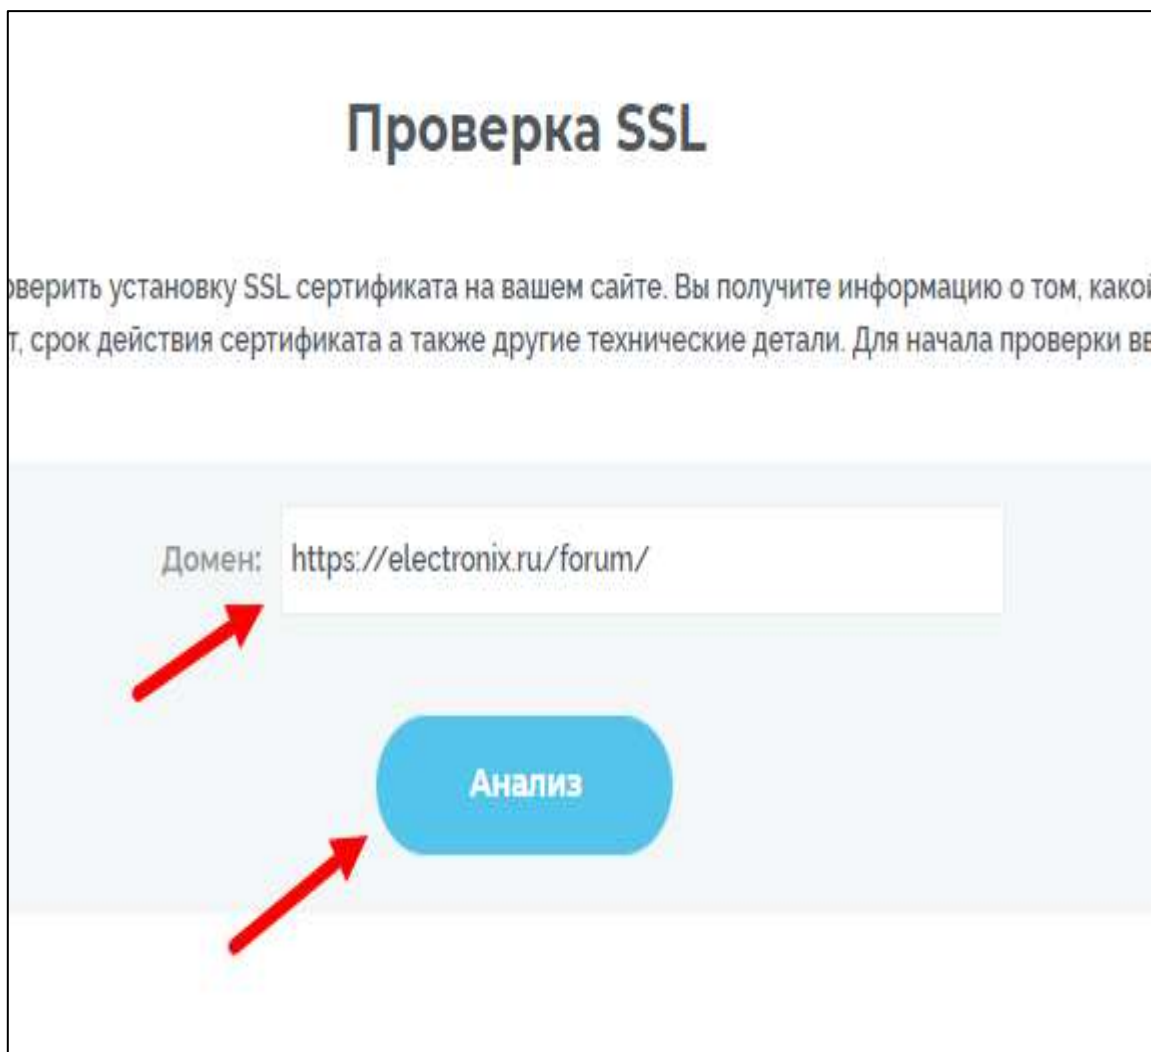 Проверка SSL
оверить установку SSL сертификата на вашем сайте. Вы получите информацию о том, какой
т, срок действия сертификата а также другие технические детали. Для начала проверки вв
Домен: https://electronix.ru/forum/
Анализ